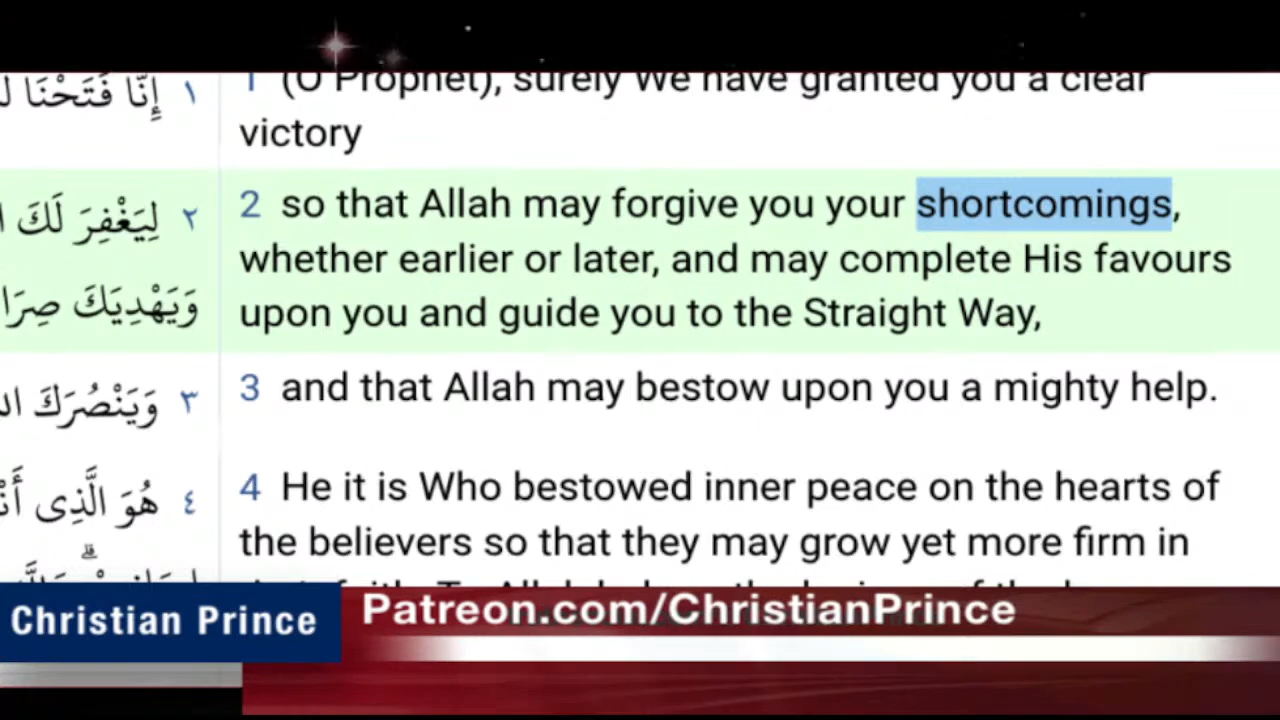 ١ إِنَّا فَتَحْنَا
1 (O Prophet), surely We have granted you a clear
victory
٢ لِيَغْفِرَ لَكَ
وَيَهْدِيَكَ
2 so that Allah may forgive you your shortcomings,
whether earlier or later, and may complete His favours
upon you and guide you to the Straight Way,
٣ وَيَنْصُرَكَ
3 and that Allah may bestow upon you a mighty help.
٤ هُوَ الَّذِى
4 He it is Who bestowed inner peace on the hearts of
the believers so that they may grow yet more firm in
Christian Prince
Patreon.com/ChristianPrince